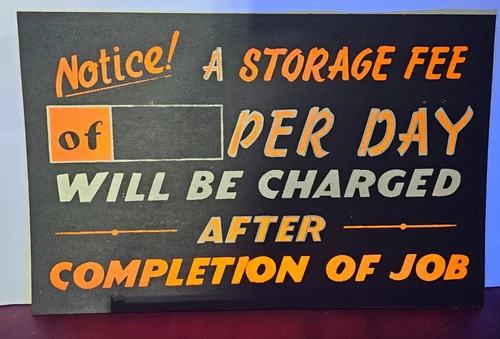 Notice! A STORAGE FEE
of PER DAY
WILL BE CHARGED
AFTER
COMPLETION OF JOB